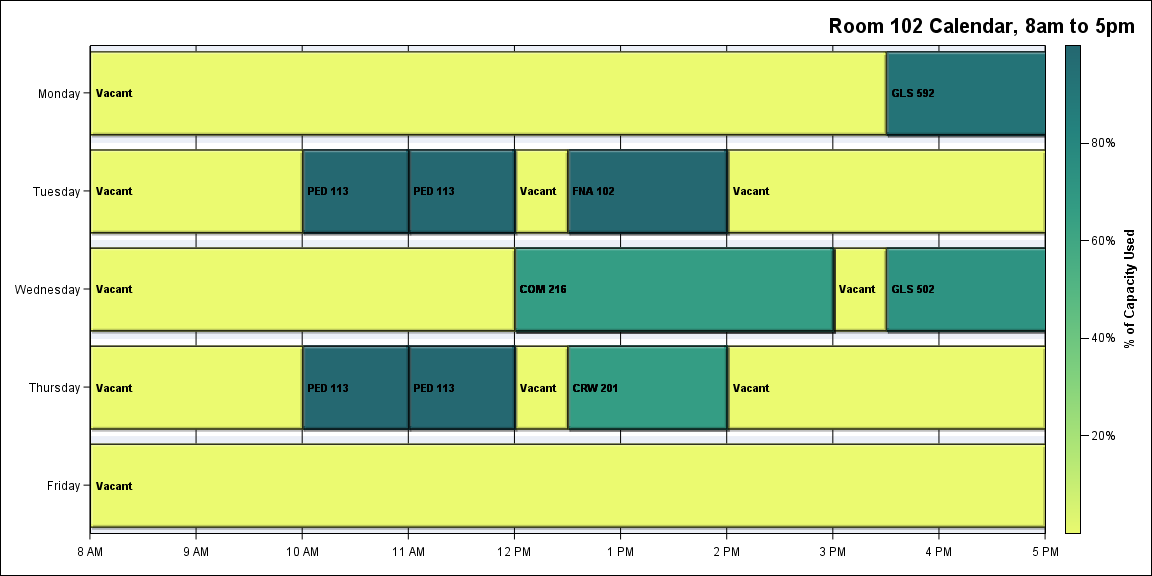 Room 102 Calendar, 8am to 5pm
Monday
Vacant
GLS 592
Tuesday
Vacant
PED 113
PED 113
Vacant
FNA 102
Vacant
Wednesday
Vacant
COM 216
Vacant
GLS 502
Thursday
Vacant
PED 113
PED 113
Vacant
CRW 201
Vacant
Friday
Vacant
8 AM
9 AM
10 AM
11 AM
12 PM
1 PM
2 PM
3 PM
4 PM
5 PM
80%
60%
40%
20%
% of Capacity Used